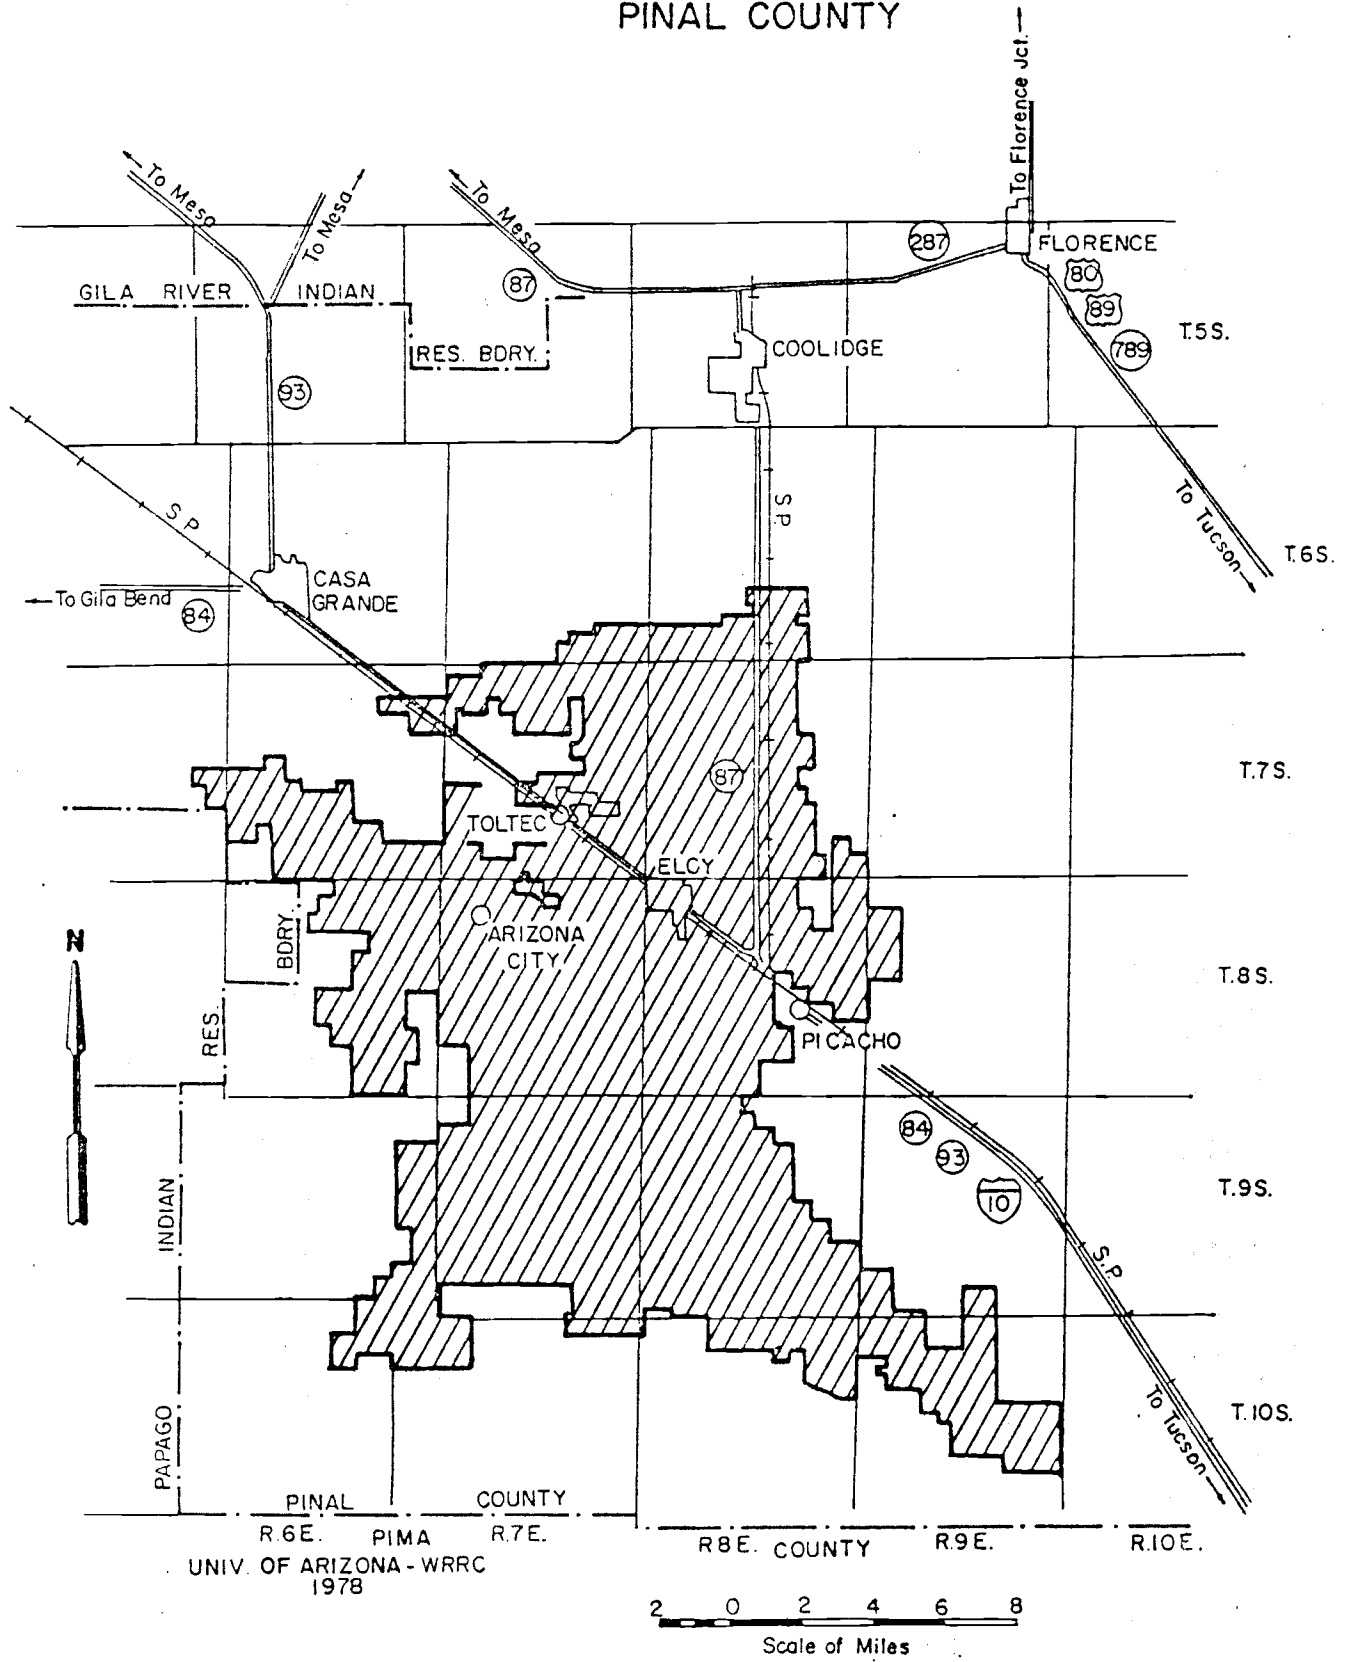 PINAL COUNTY
To Florence Jct.
To Mesa
To Mesa
To Mesa
287
FLORENCE
80
89
789
87
GILA RIVER INDIAN
RES. BDRY.
T.5S.
COOLIDGE
93
S.P.
S.P.
To Tucson
T.6S.
CASA
GRANDE
To Gila Bend
84
87
T.7S.
TOLTEC
ELCY
ARIZONA
CITY
BDRY.
N
T.8S.
RES.
PICACHO
84
93
10
T.9S.
INDIAN
S.P.
To Tucson
T.10S.
PAPAGO
PINAL COUNTY
R.6E. PIMA R.7E.
R8E. COUNTY R.9E. R.10E.
UNIV. OF ARIZONA-WRRC
1978
2 0 2 4 6 8
Scale of Miles